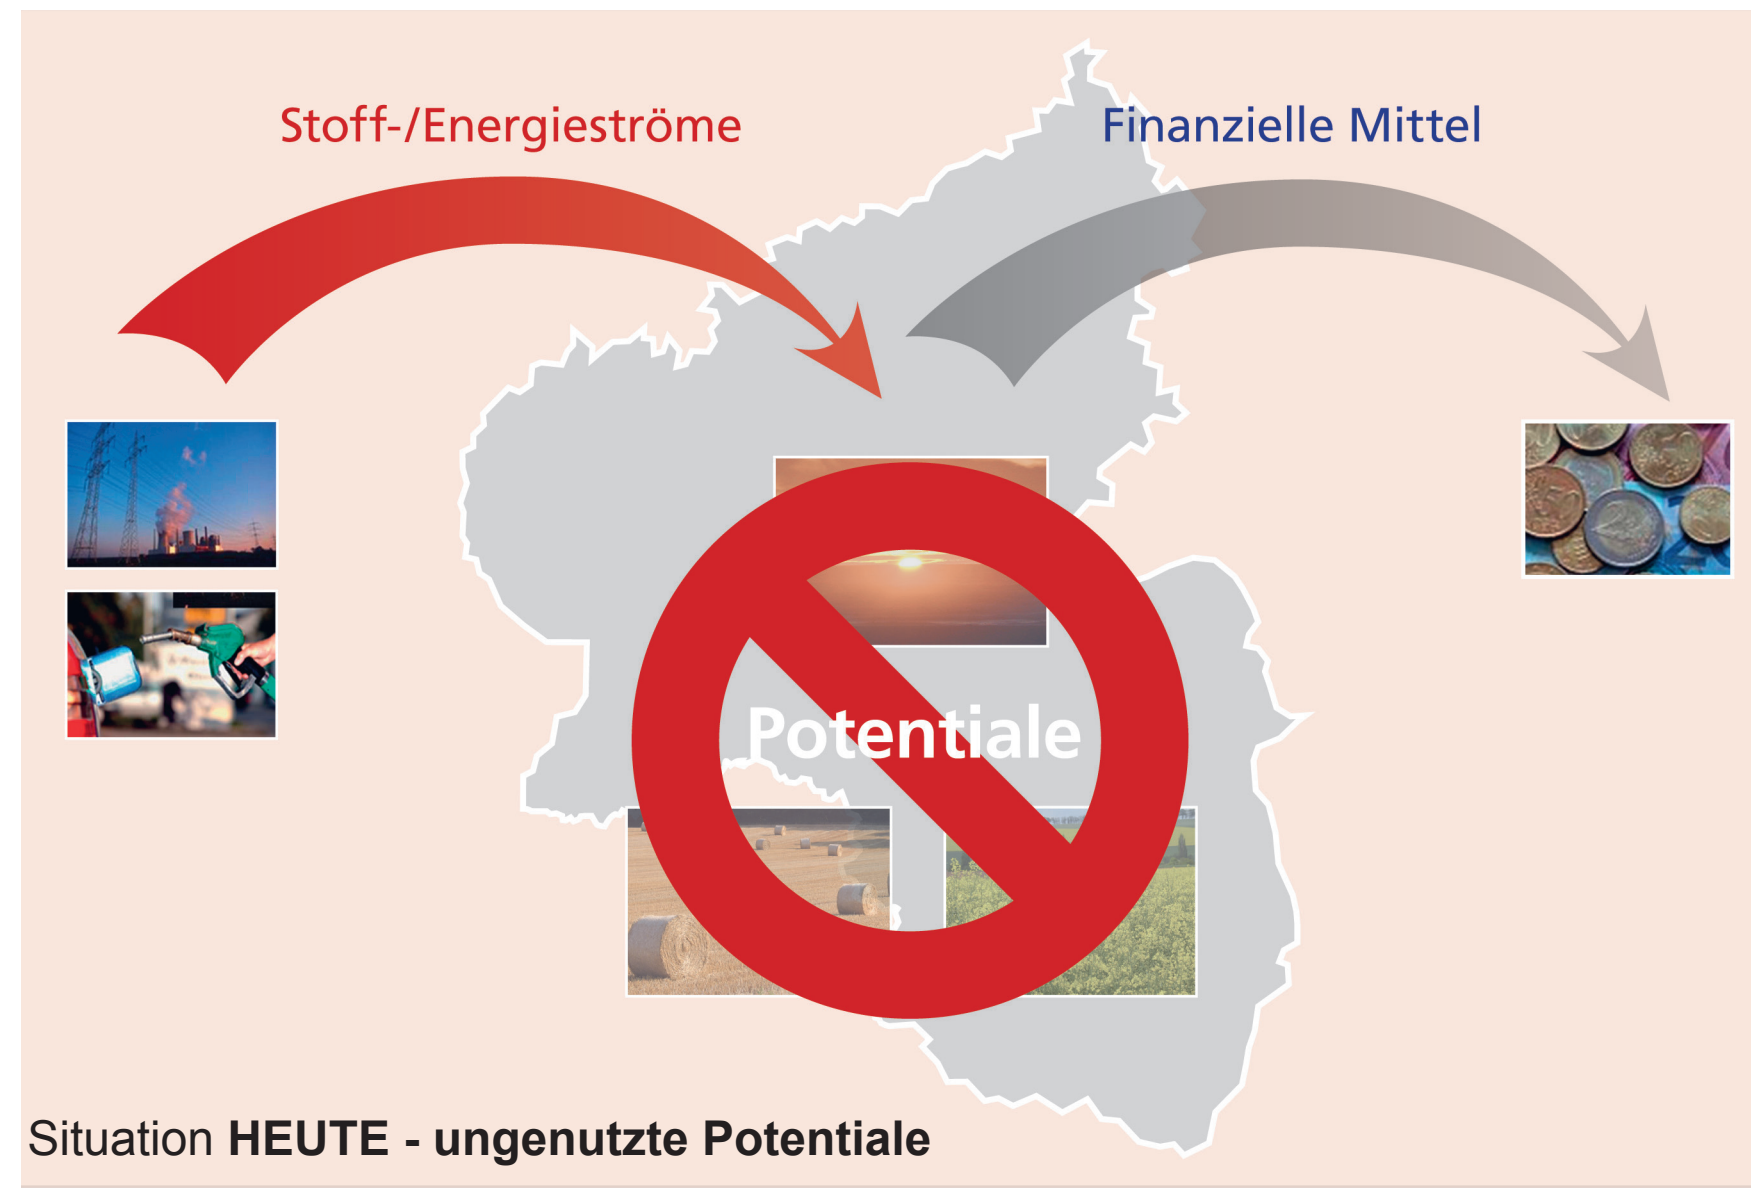 Stoff-/Energieströme
Finanzielle Mittel
Potentiale
Situation HEUTE - ungenutzte Potentiale